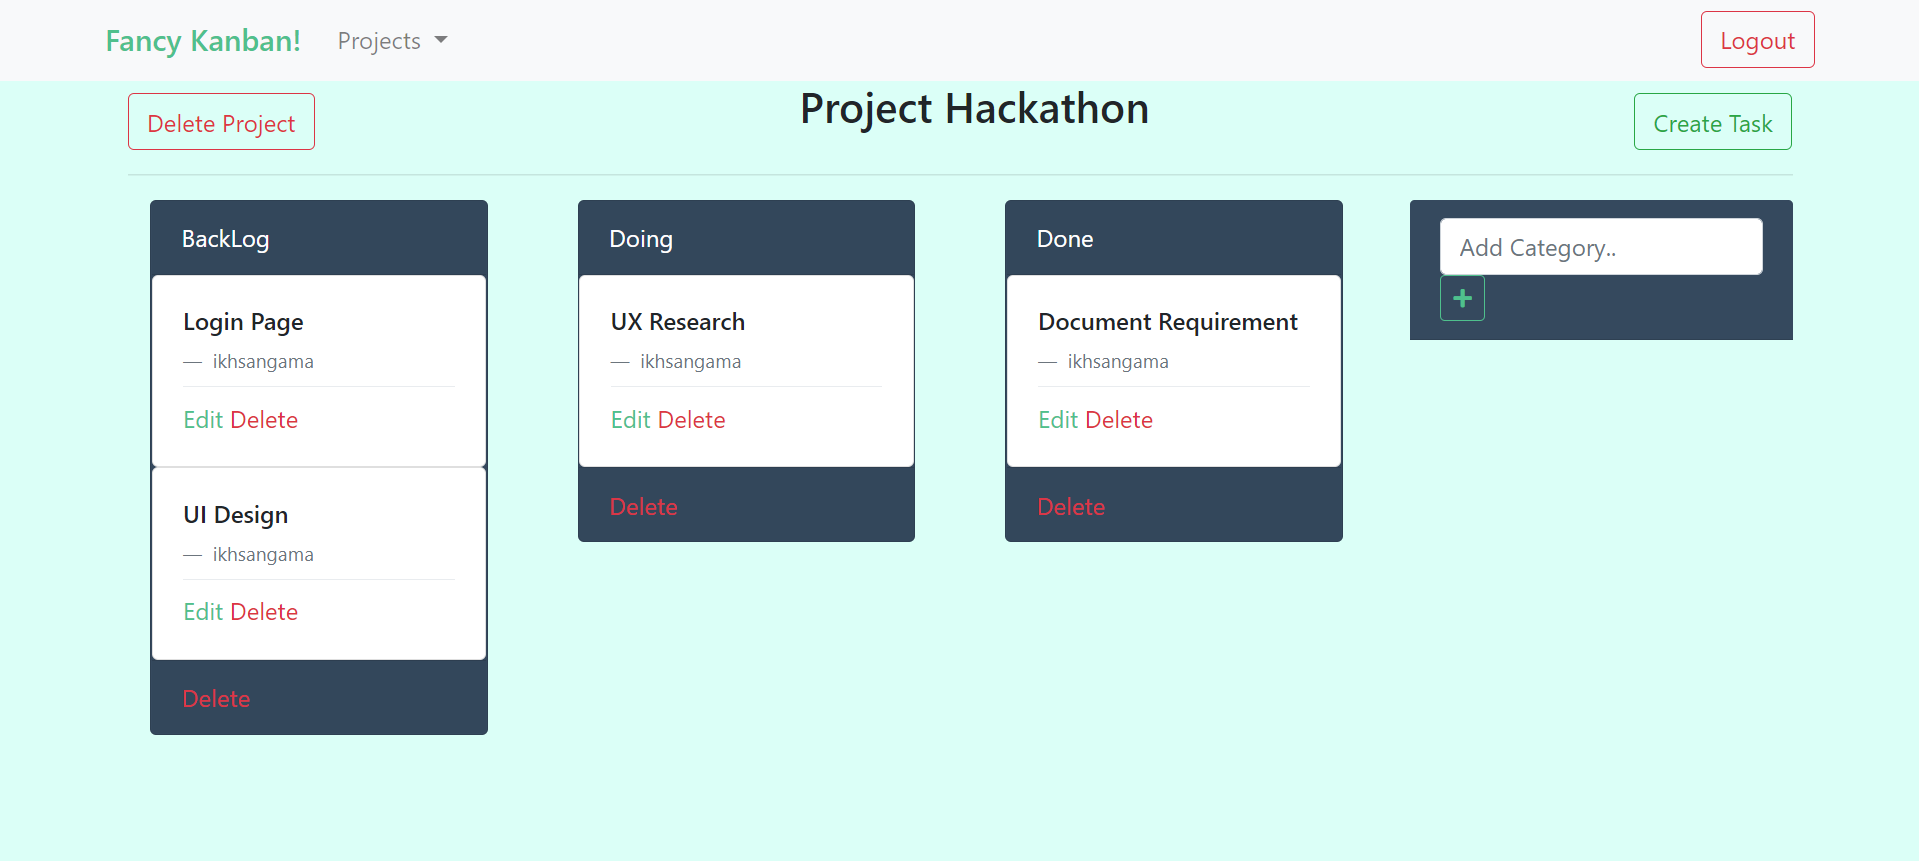 Fancy Kanban!
Projects
Logout
Delete Project
Project Hackathon
Create Task
BackLog
Login Page
— ikhsangama
Edit Delete
UI Design
— ikhsangama
Edit Delete
Delete
Doing
UX Research
— ikhsangama
Edit Delete
Delete
Done
Document Requirement
— ikhsangama
Edit Delete
Delete
Add Category..
+